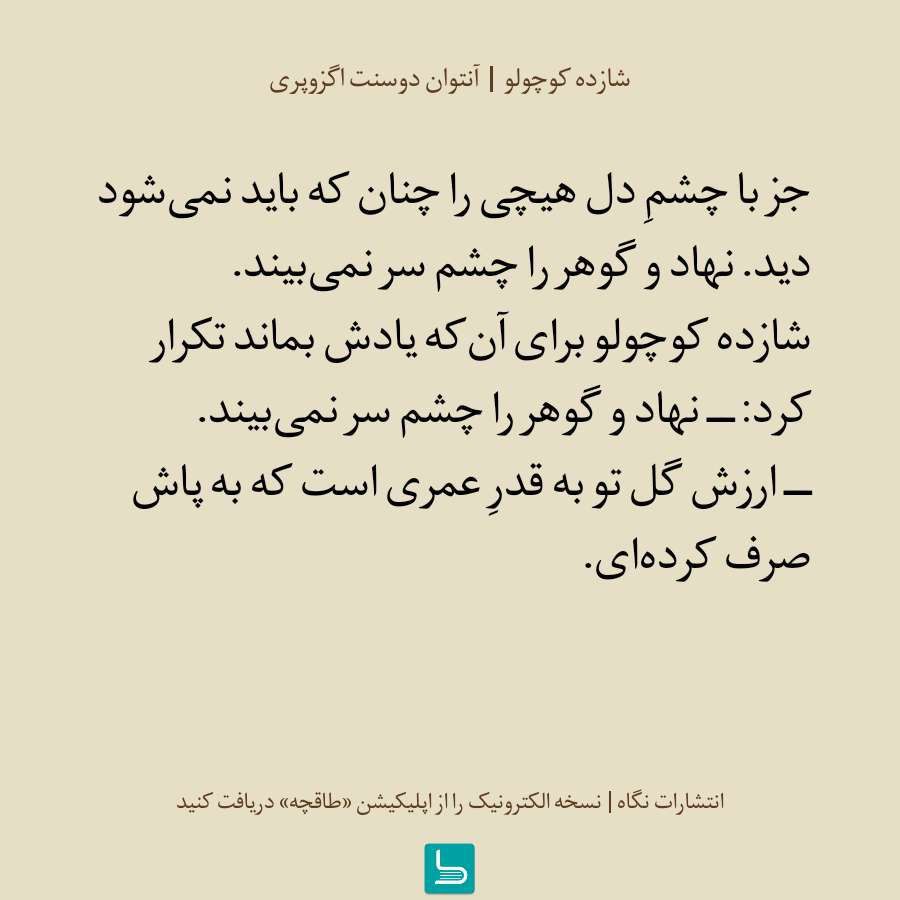 شازده کوچولو | آنتوان دوسنت اگزوپری
جز با چشمِ دل هیچی را چنان که باید نمی‌شود
دید. نهاد و گوهر را چشم سر نمی‌بیند.
شازده کوچولو برای آن‌که یادش بماند تکرار
کرد: ــ نهاد و گوهر را چشم سر نمی‌بیند.
ــ ارزش گل تو به قدرِ عمری است که به پاش
صرف کرده‌ای.
انتشارات نگاه | نسخه الکترونیک را از اپلیکیشن «طاقچه» دریافت کنید